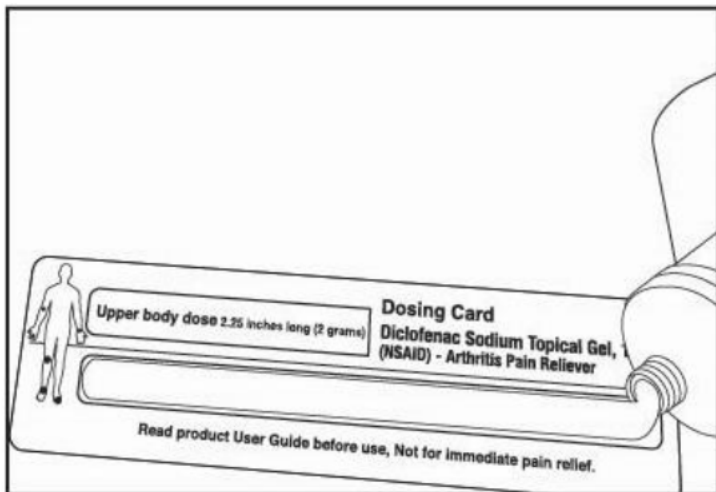 Upper body dose 2.25 inches long (2 grams)
Dosing Card
Diclofenac Sodium Topical Gel,
(NSAID) - Arthritis Pain Reliever
Read product User Guide before use, Not for immediate pain relief.